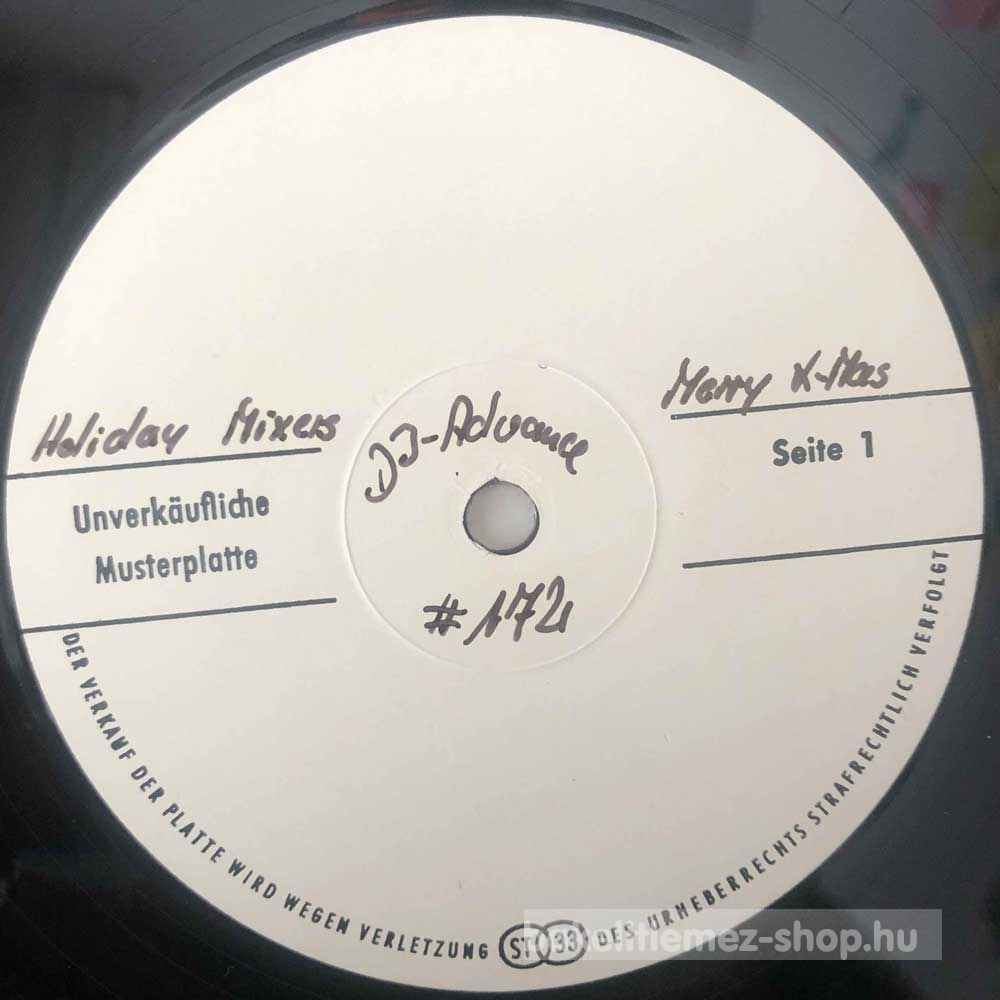 Holiday Mixers
Unverkäufliche
Musterplatte
DJ-Advance
#172
Merry X-Mas
Seite 1
DER VERKAUF DER PLATTE WIRD WEGEN VERLETZUNG
ST 33
DES URHEBERRECHTS STRAFRECHTLICH VERFOLGT
bakelitlemez-shop.hu